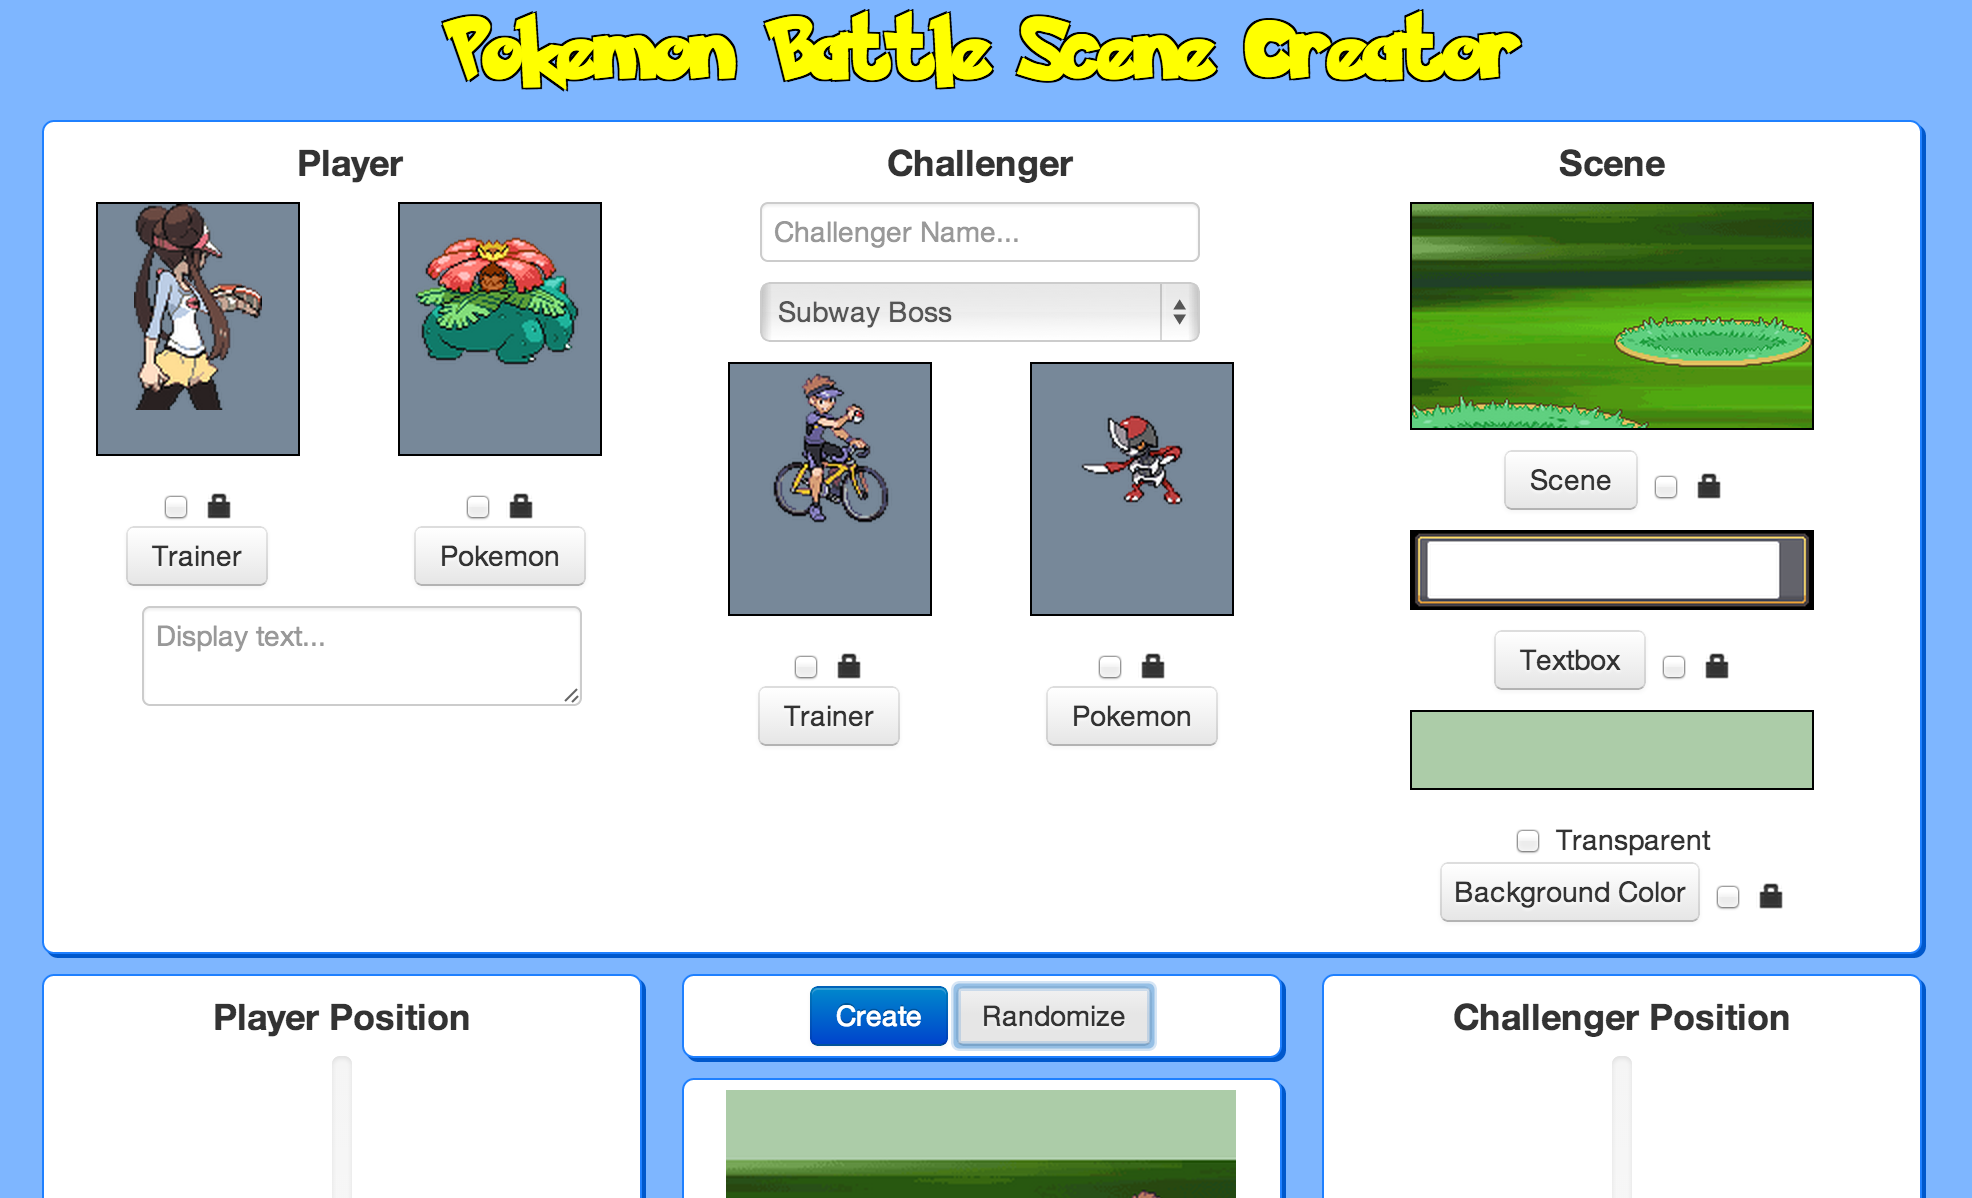 Pokemon Battle Scene Creator
Player
Trainer
Pokemon
Display text...
Challenger
Challenger Name...
Subway Boss
Trainer
Pokemon
Scene
Scene
Textbox
Transparent
Background Color
Player Position
Create
Randomize
Challenger Position